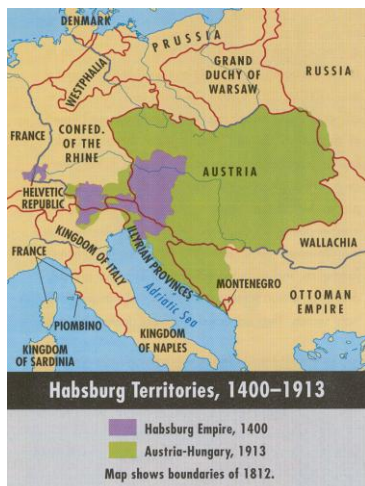 DENMARK
PRUSSIA
WESTPHALIA
GRAND
DUCHY OF
WARSAW
RUSSIA
FRANCE
CONFED.
OF THE
RHINE
AUSTRIA
HELVETIC
REPUBLIC
WALLACHIA
FRANCE
KINGDOM OF ITALY
ILLYRIAN PROVINCES
Adriatic Sea
MONTENEGRO
OTTOMAN
EMPIRE
PIOMBINO
KINGDOM
OF NAPLES
KINGDOM
OF SARDINIA
Habsburg Territories, 1400–1913
Habsburg Empire, 1400
Austria-Hungary, 1913
Map shows boundaries of 1812.